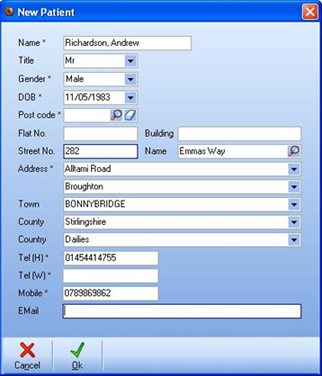 New Patient
Name * Richardson, Andrew
Title Mr
Gender * Male
DOB * 11/05/1983
Post code *
Flat No. Building
Street No. 282 Name Emmas Way
Address * Alltami Road
Broughton
Town BONNYBRIDGE
County Stirlingshire
Country Dailies
Tel (H) * 01454414755
Tel (W) *
Mobile * 0789869862
EMail
Cancel Ok